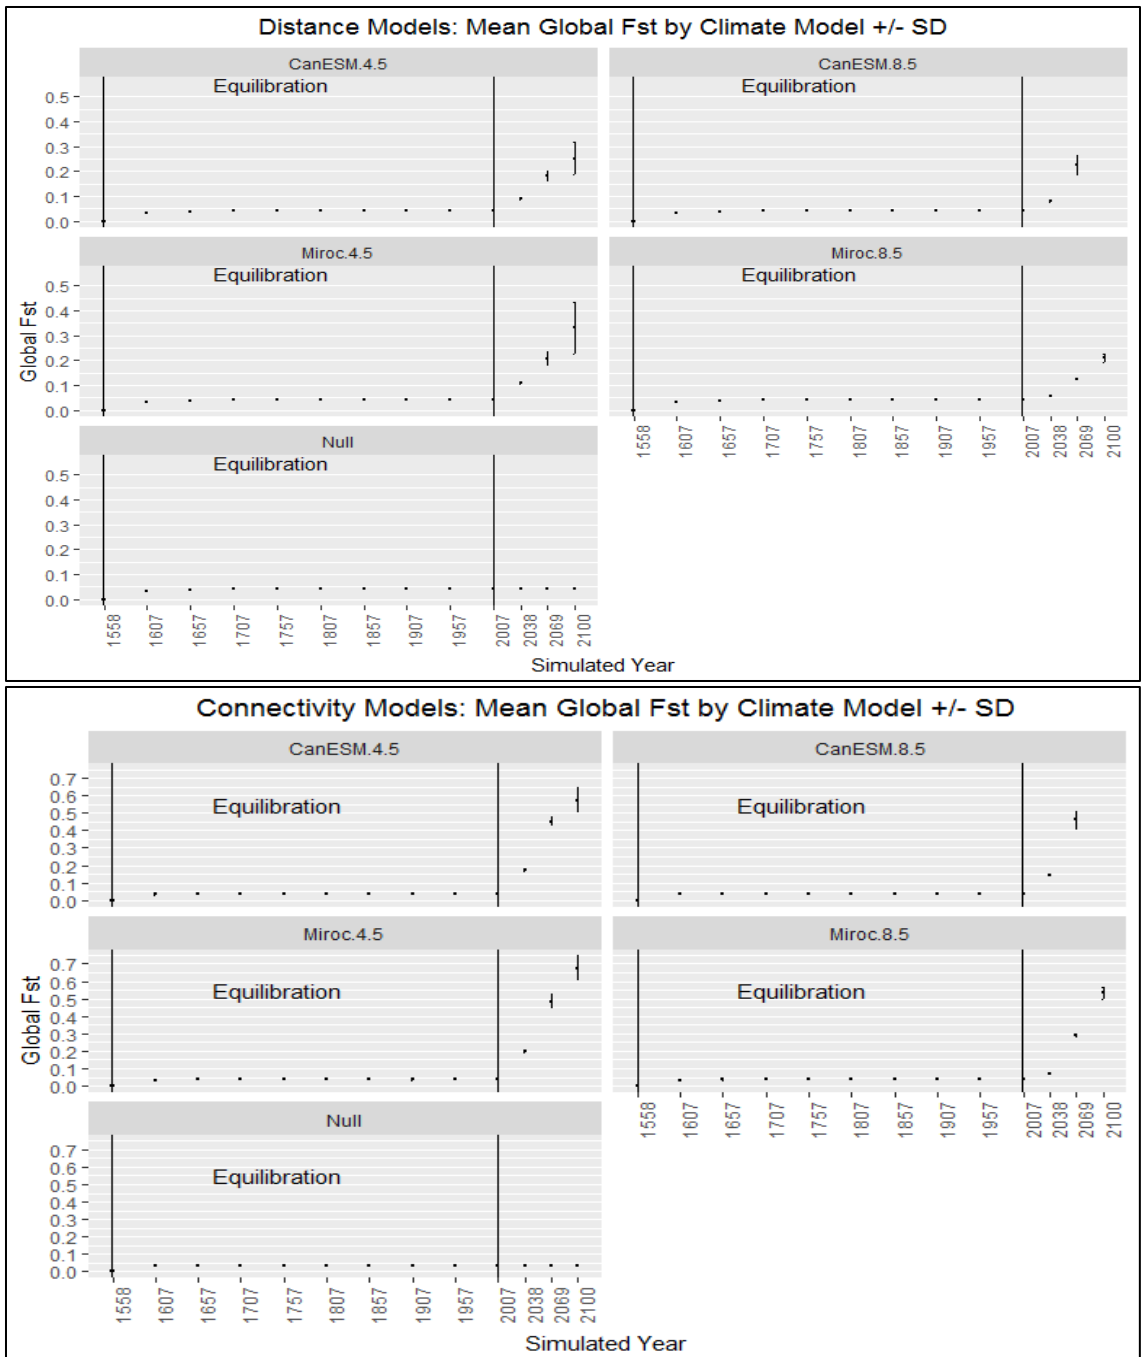 Distance Models: Mean Global Fst by Climate Model +/- SD
CanESM.4.5 CanESM.8.5
Equilibration Equilibration
0.5
0.4
0.3
0.2
0.1
0.0
Miroc.4.5 Miroc.8.5
Equilibration Equilibration
0.5
0.4
0.3
0.2
0.1
0.0
Global Fst
1558 1607 1657 1707 1757 1807 1857 1907 1957 2007 2038 2069 2100
Null
Equilibration
0.5
0.4
0.3
0.2
0.1
0.0
1558 1607 1657 1707 1757 1807 1857 1907 1957 2007 2038 2069 2100
Simulated Year
Connectivity Models: Mean Global Fst by Climate Model +/- SD
CanESM.4.5 CanESM.8.5
Equilibration Equilibration
0.7
0.6
0.5
0.4
0.3
0.2
0.1
0.0
Miroc.4.5 Miroc.8.5
Equilibration Equilibration
0.7
0.6
0.5
0.4
0.3
0.2
0.1
0.0
Global Fst
1558 1607 1657 1707 1757 1807 1857 1907 1957 2007 2038 2069 2100
Null
Equilibration
0.7
0.6
0.5
0.4
0.3
0.2
0.1
0.0
1558 1607 1657 1707 1757 1807 1857 1907 1957 2007 2038 2069 2100
Simulated Year